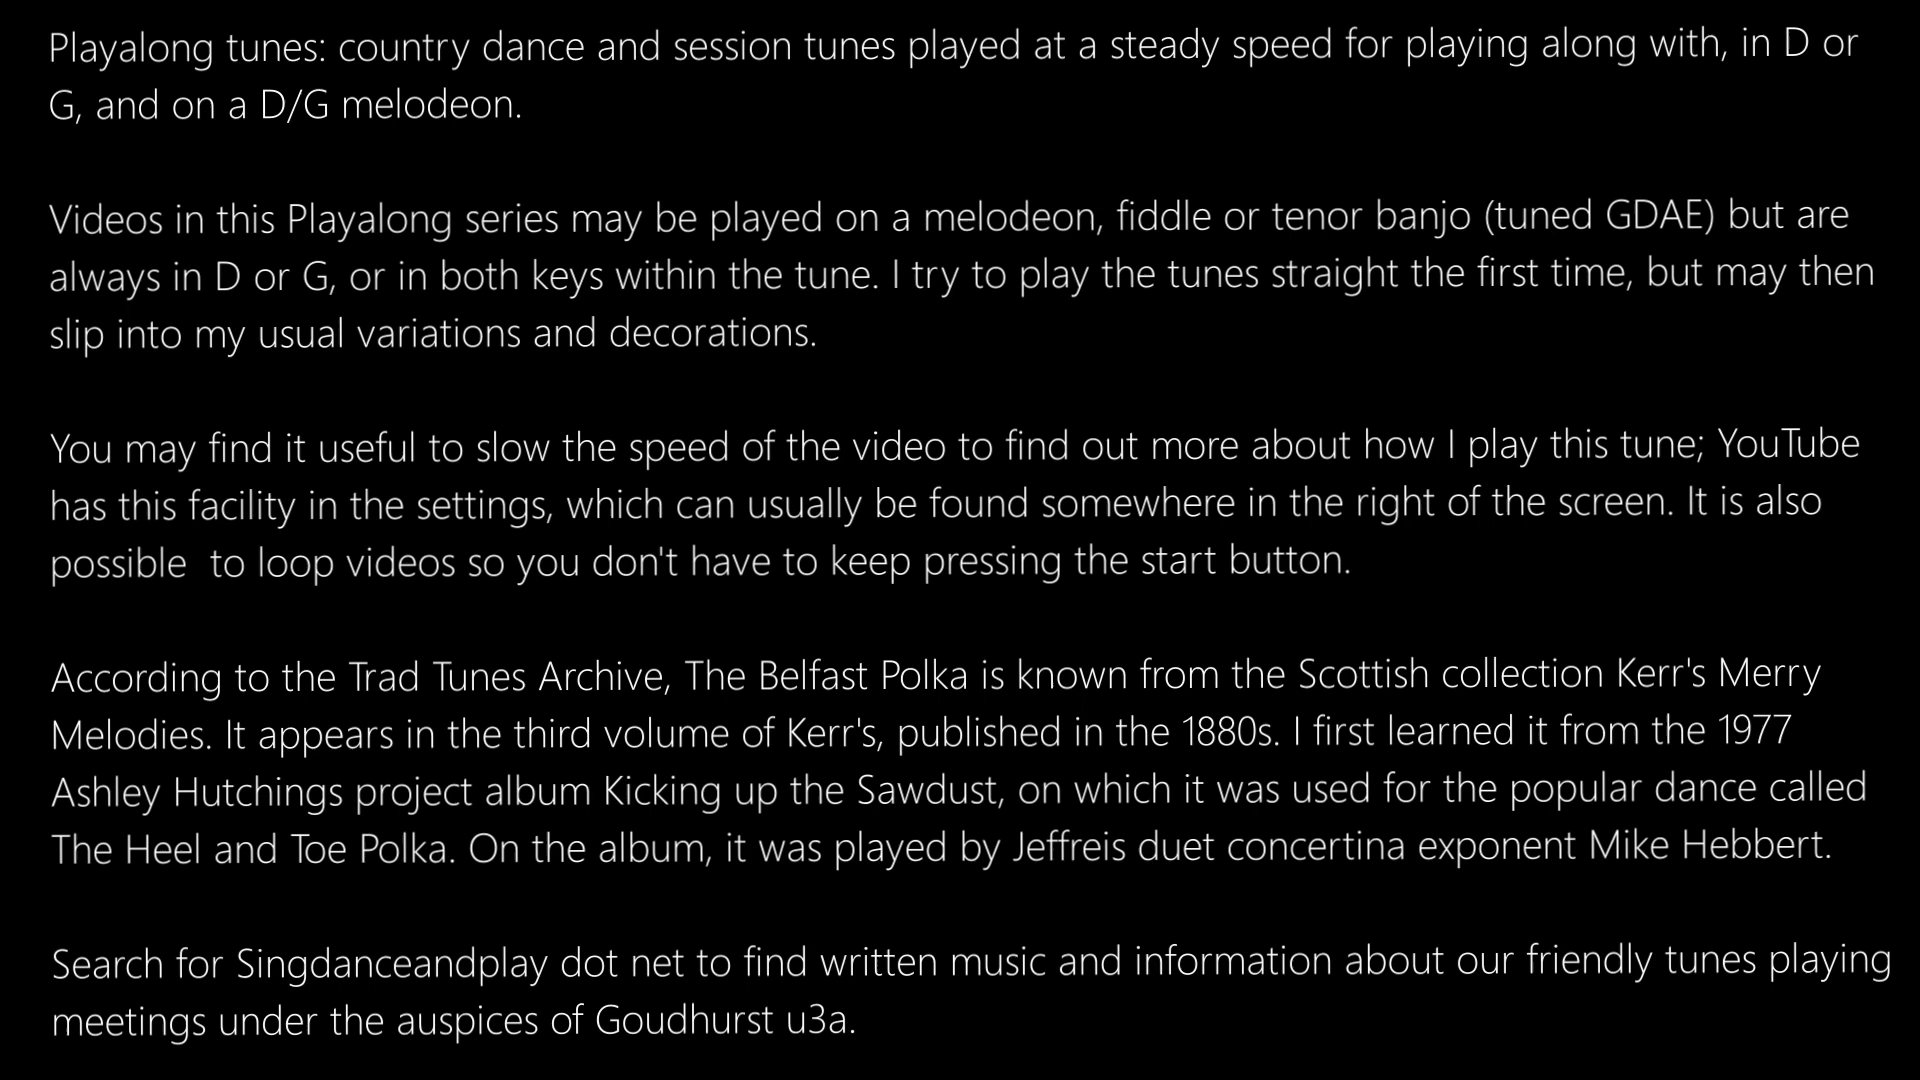 Playalong tunes: country dance and session tunes played at a steady speed for playing along with, in D or
G, and on a D/G melodeon.
Videos in this Playalong series may be played on a melodeon, fiddle or tenor banjo (tuned GDAE) but are
always in D or G, or in both keys within the tune. I try to play the tunes straight the first time, but may then
slip into my usual variations and decorations.
You may find it useful to slow the speed of the video to find out more about how I play this tune; YouTube
has this facility in the settings, which can usually be found somewhere in the right of the screen. It is also
possible  to loop videos so you don't have to keep pressing the start button.
According to the Trad Tunes Archive, The Belfast Polka is known from the Scottish collection Kerr's Merry
Melodies. It appears in the third volume of Kerr's, published in the 1880s. I first learned it from the 1977
Ashley Hutchings project album Kicking up the Sawdust, on which it was used for the popular dance called
The Heel and Toe Polka. On the album, it was played by Jeffreis duet concertina exponent Mike Hebbert.
Search for Singdanceandplay dot net to find written music and information about our friendly tunes playing
meetings under the auspices of Goudhurst u3a.